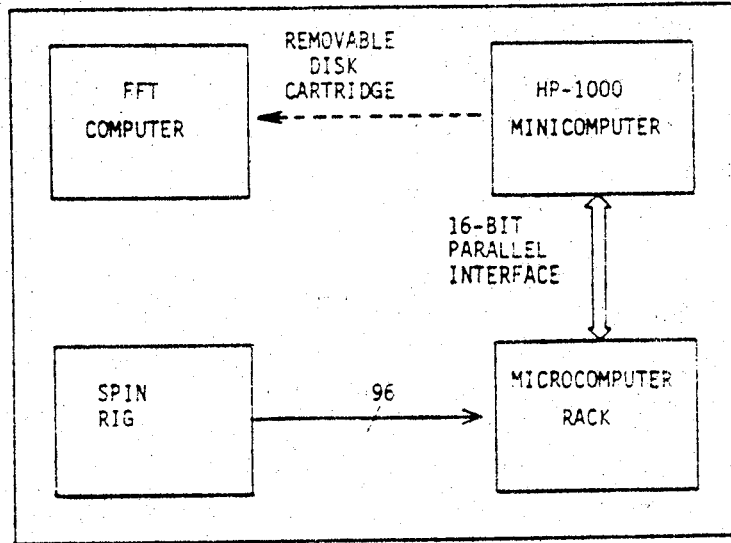 FFT
COMPUTER
REMOVABLE
DISK
CARTRIDGE
HP-1000
MINICOMPUTER
16-BIT
PARALLEL
INTERFACE
SPIN
RIG
96
MICROCOMPUTER
RACK